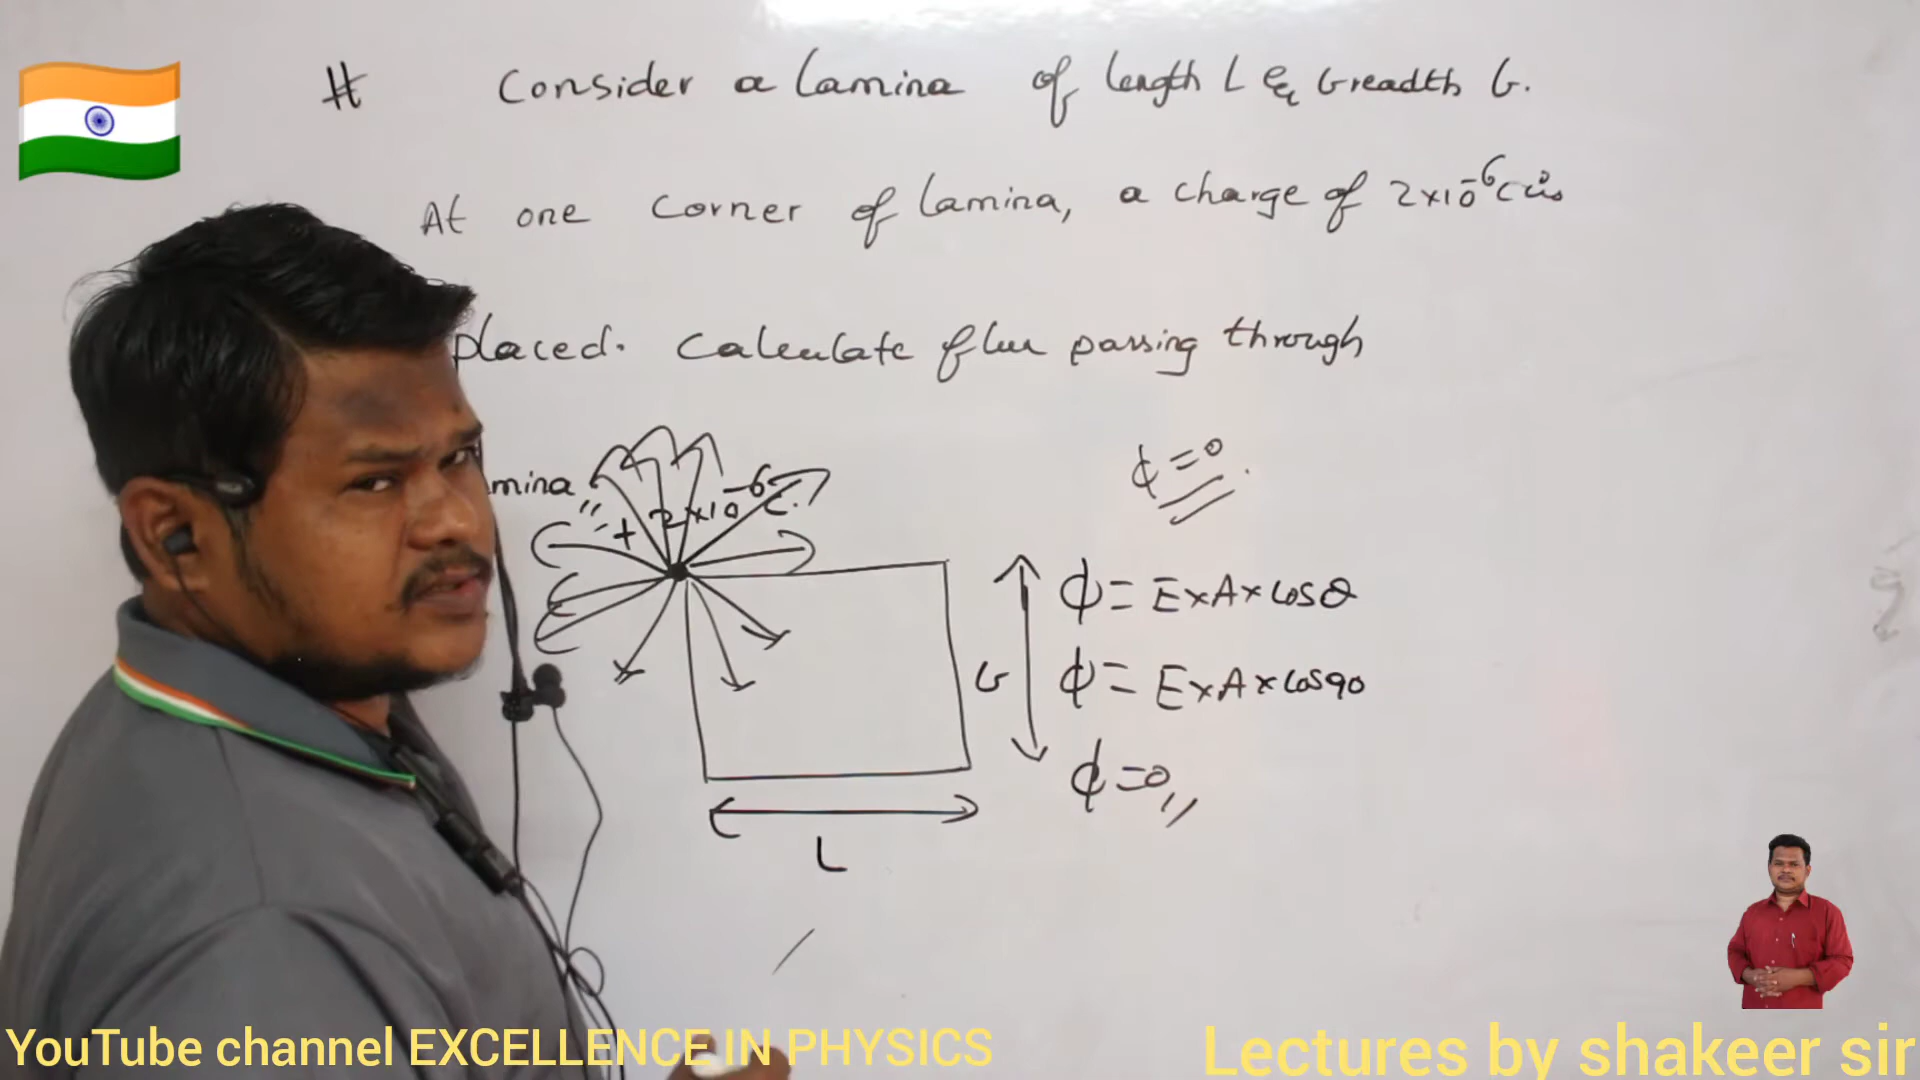 # Consider a lamina of length L & breadth b.
At one corner of lamina, a charge of 2×10⁻⁶C is
placed. Calculate flux passing through
mina
+ 2×10⁻⁶C.
φ=0
b
L
φ= E×A×cosθ
φ= E×A×cos90
φ=0,,
YouTube channel EXCELLENCE IN PHYSICS
Lectures by shakeer sir